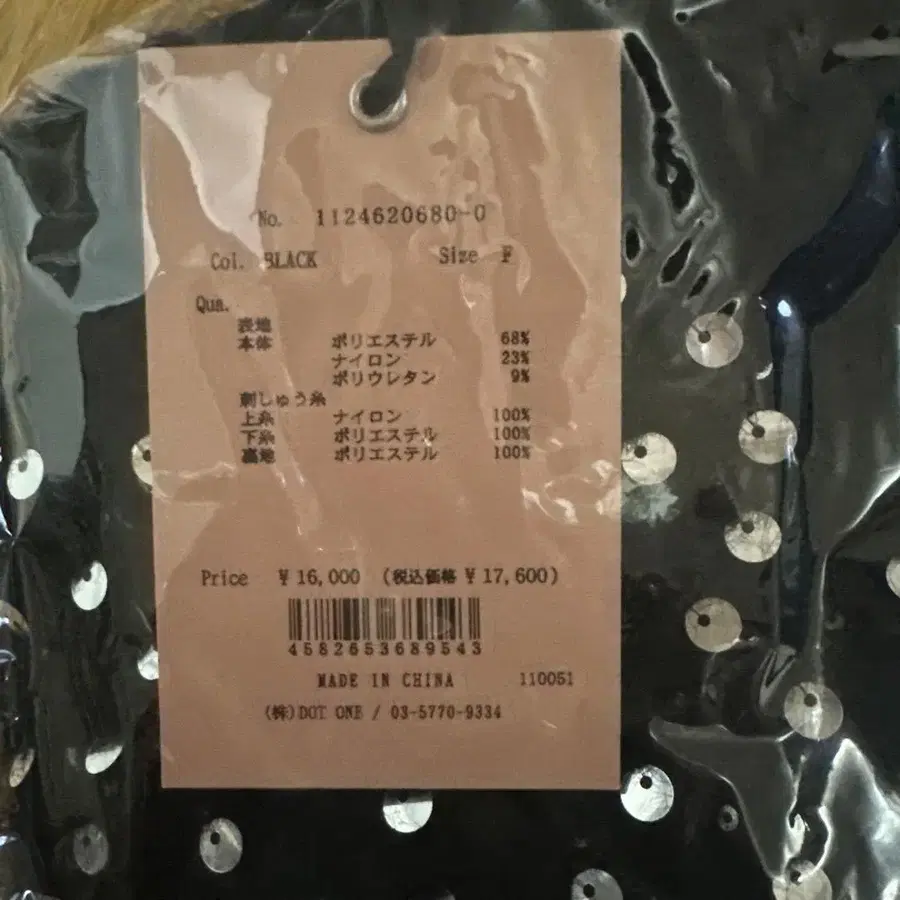 No. 1124620680-0
Col. BLACK Size F
Qua.
表地
本体 ポリエステル 68%
ナイロン 23%
ポリウレタン 9%
刺しゅう糸
上糸 ナイロン 100%
下糸 ポリエステル 100%
裏地 ポリエステル 100%
Price ¥16,000 (税込価格¥17,600)
4582653689543
MADE IN CHINA 110051
(株)DOT ONE / 03-5770-9334